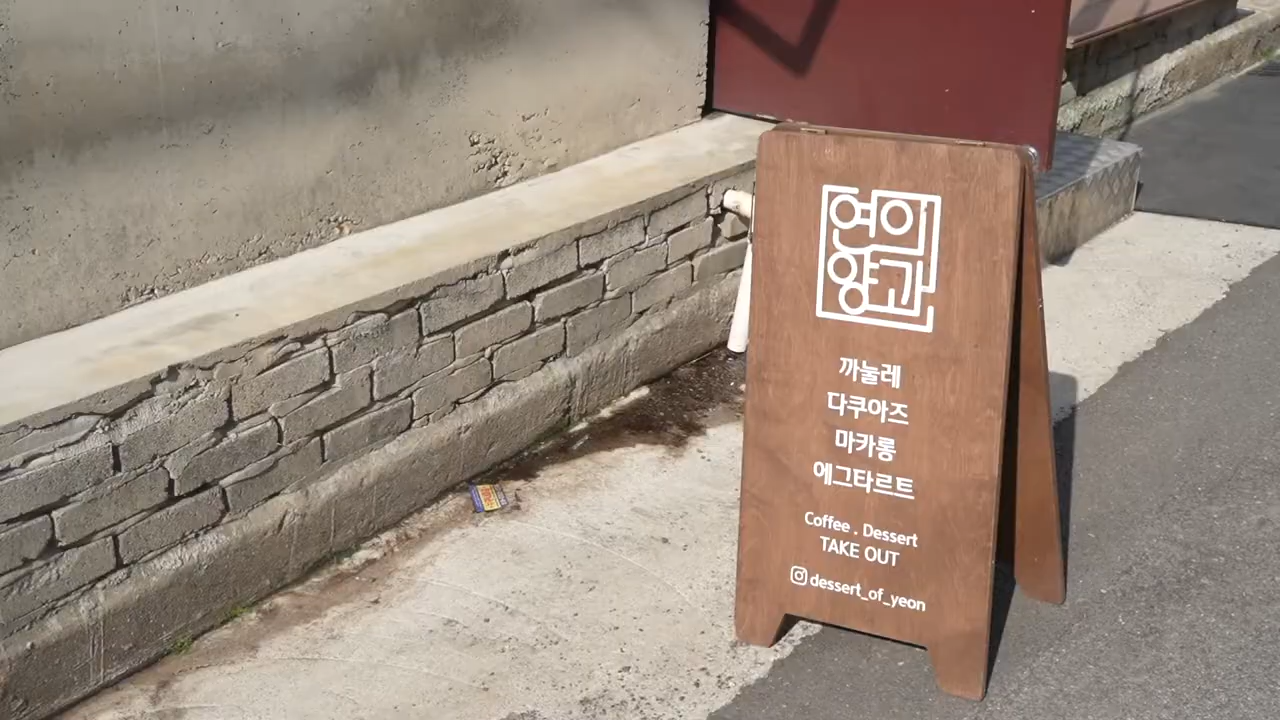 연이
양과
까눌레
다쿠아즈
마카롱
에그타르트
Coffee . Dessert
TAKE OUT
dessert_of_yeon